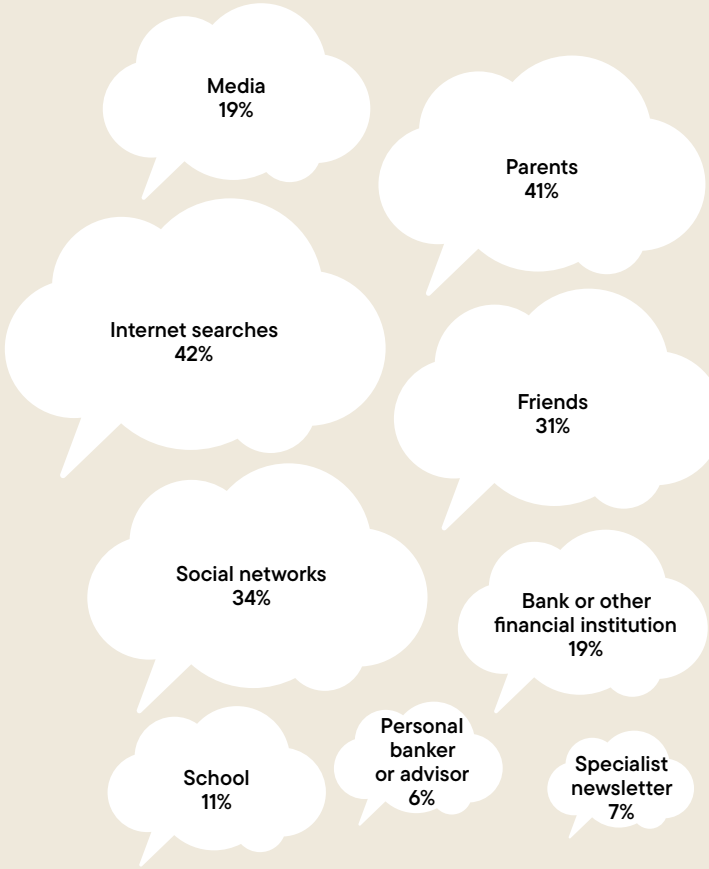 Media
19%
Parents
41%
Internet searches
42%
Friends
31%
Social networks
34%
Bank or other
financial institution
19%
School
11%
Personal
banker
or advisor
6%
Specialist
newsletter
7%